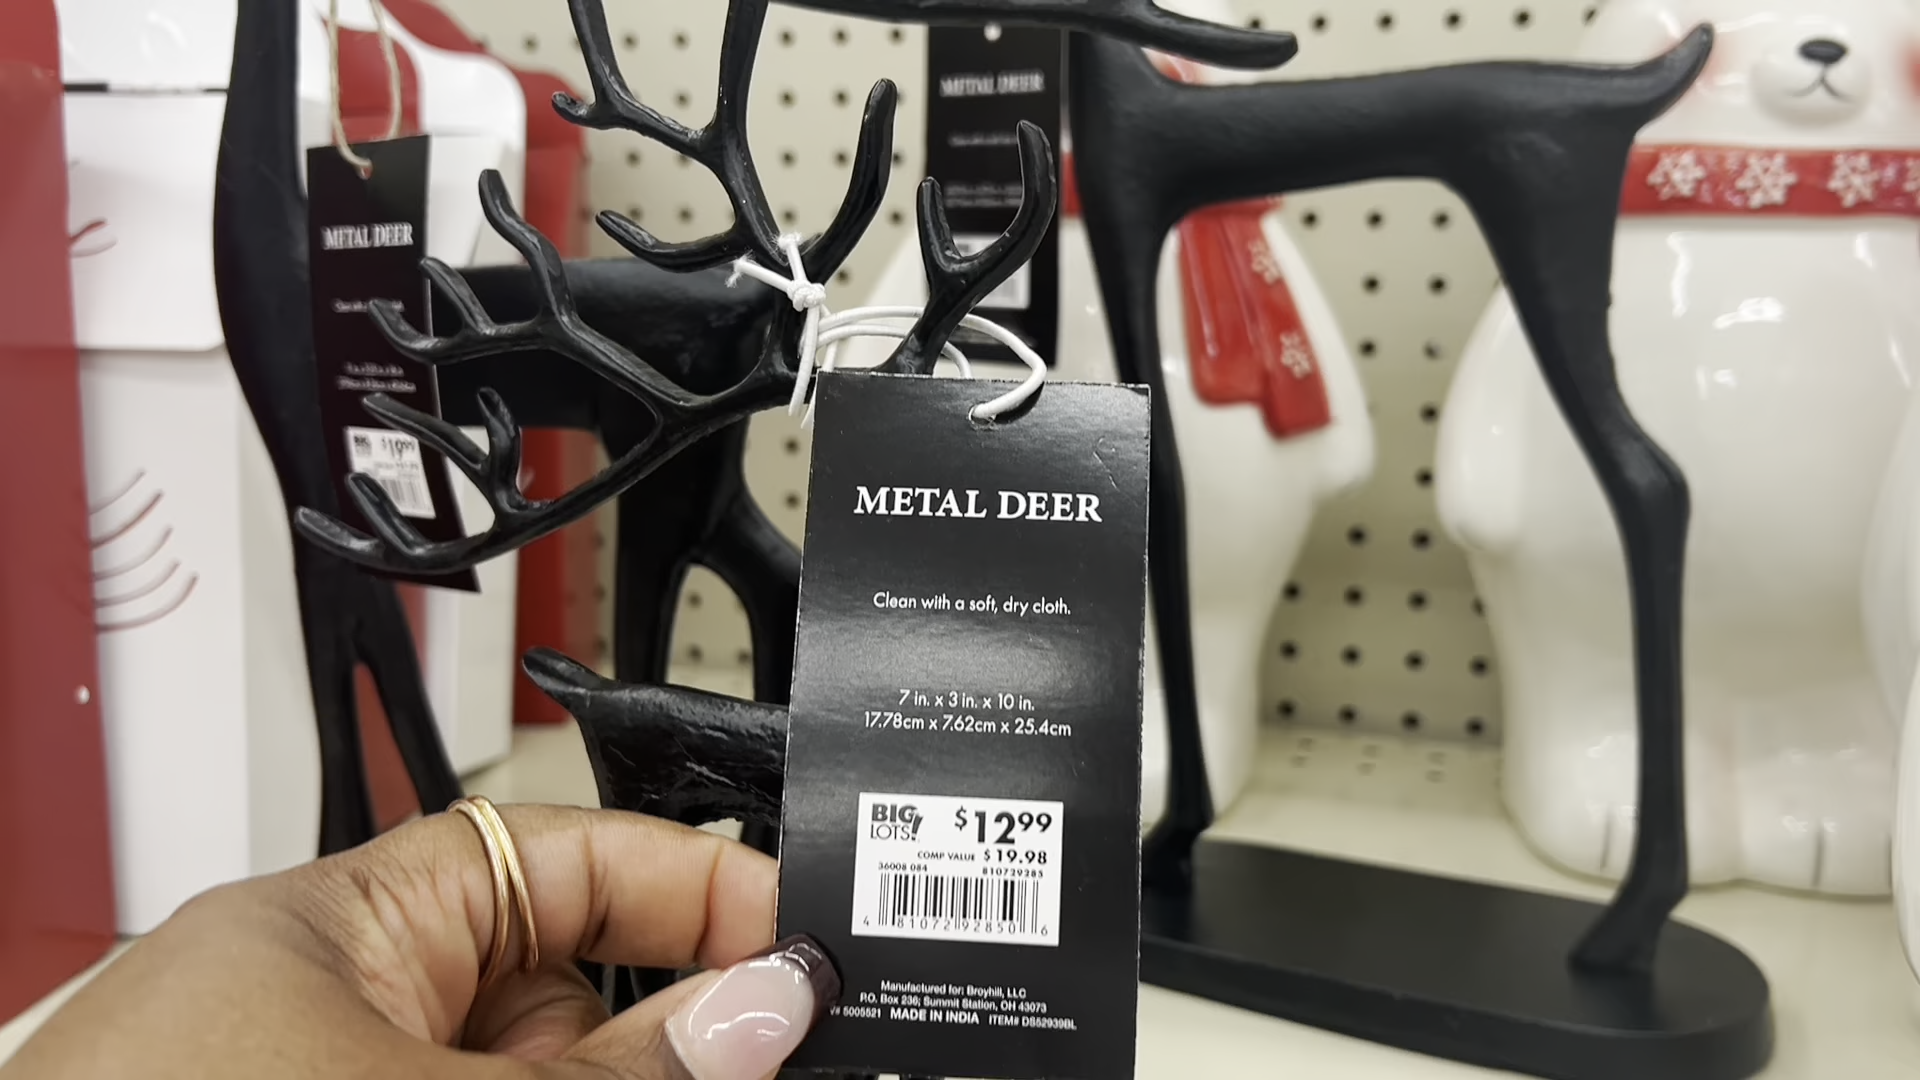 METAL DEER
METAL DEER
$19.99
METAL DEER
Clean with a soft, dry cloth.
7 in. x 3 in. x 10 in.
17.78cm x 7.62cm x 25.4cm
BIG LOTS! $12.99
COMP VALUE $19.98
36008 084 810729285
4 81072 92850 6
Manufactured for: Broyhill, LLC
P.O. Box 236; Summit Station, OH 43073
V# 5005521 MADE IN INDIA ITEM# DS52939BL